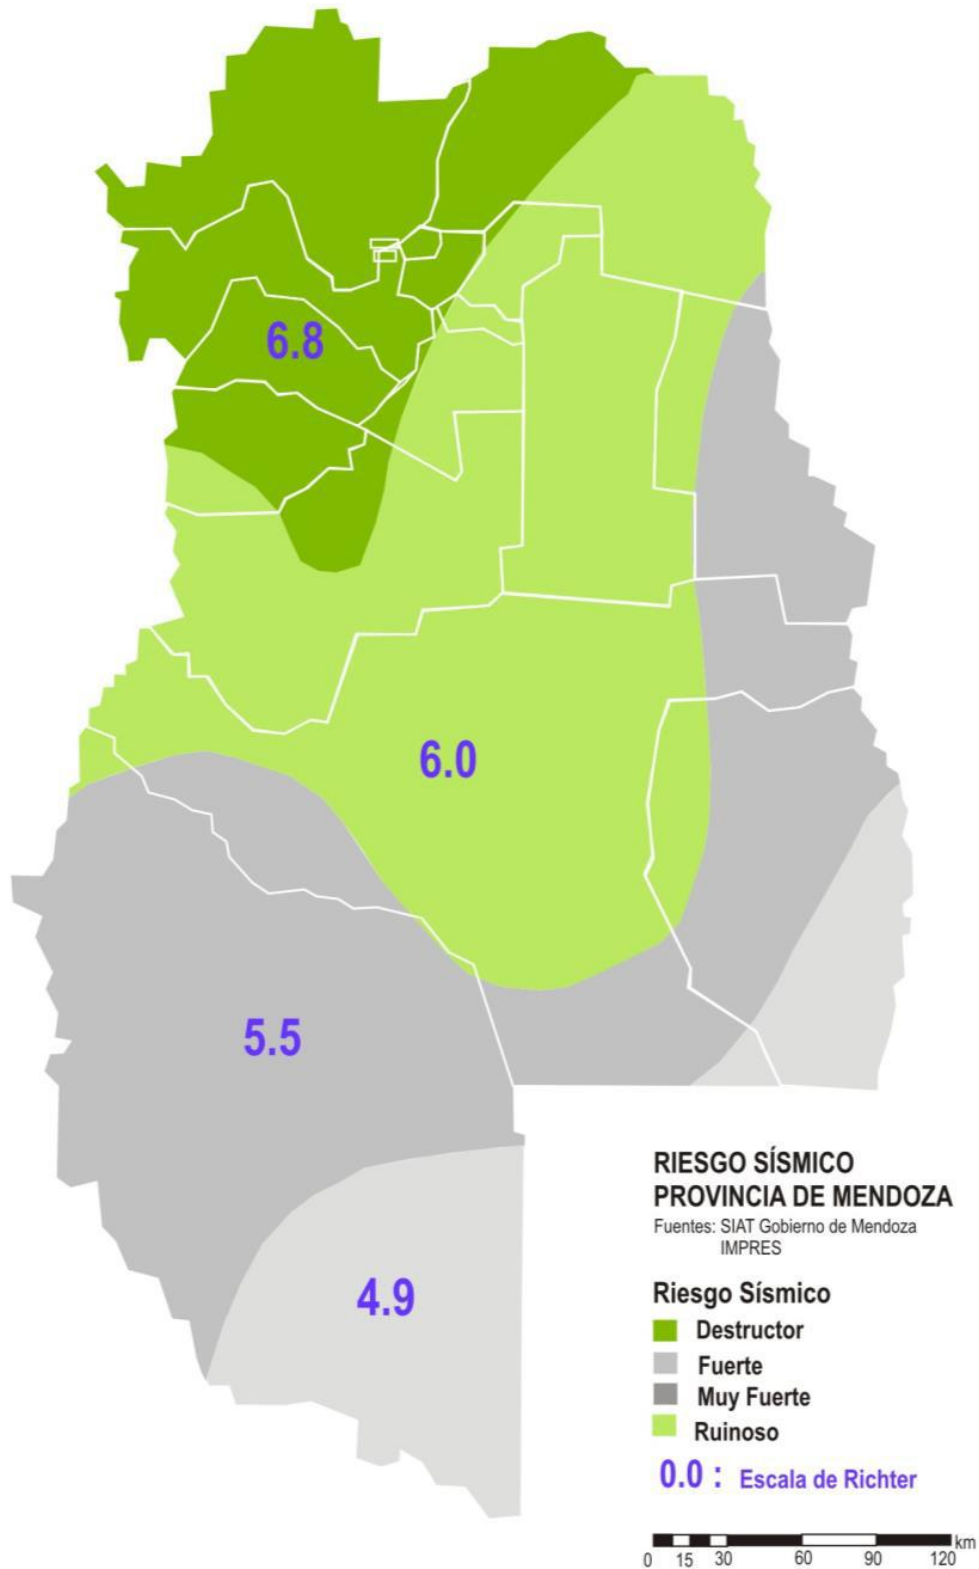 6.8
6.0
5.5
4.9
RIESGO SÍSMICO
PROVINCIA DE MENDOZA
Fuentes: SIAT Gobierno de Mendoza
IMPRES
Riesgo Sísmico
Destructor
Fuerte
Muy Fuerte
Ruinoso
0.0 : Escala de Richter
km
0 15 30 60 90 120